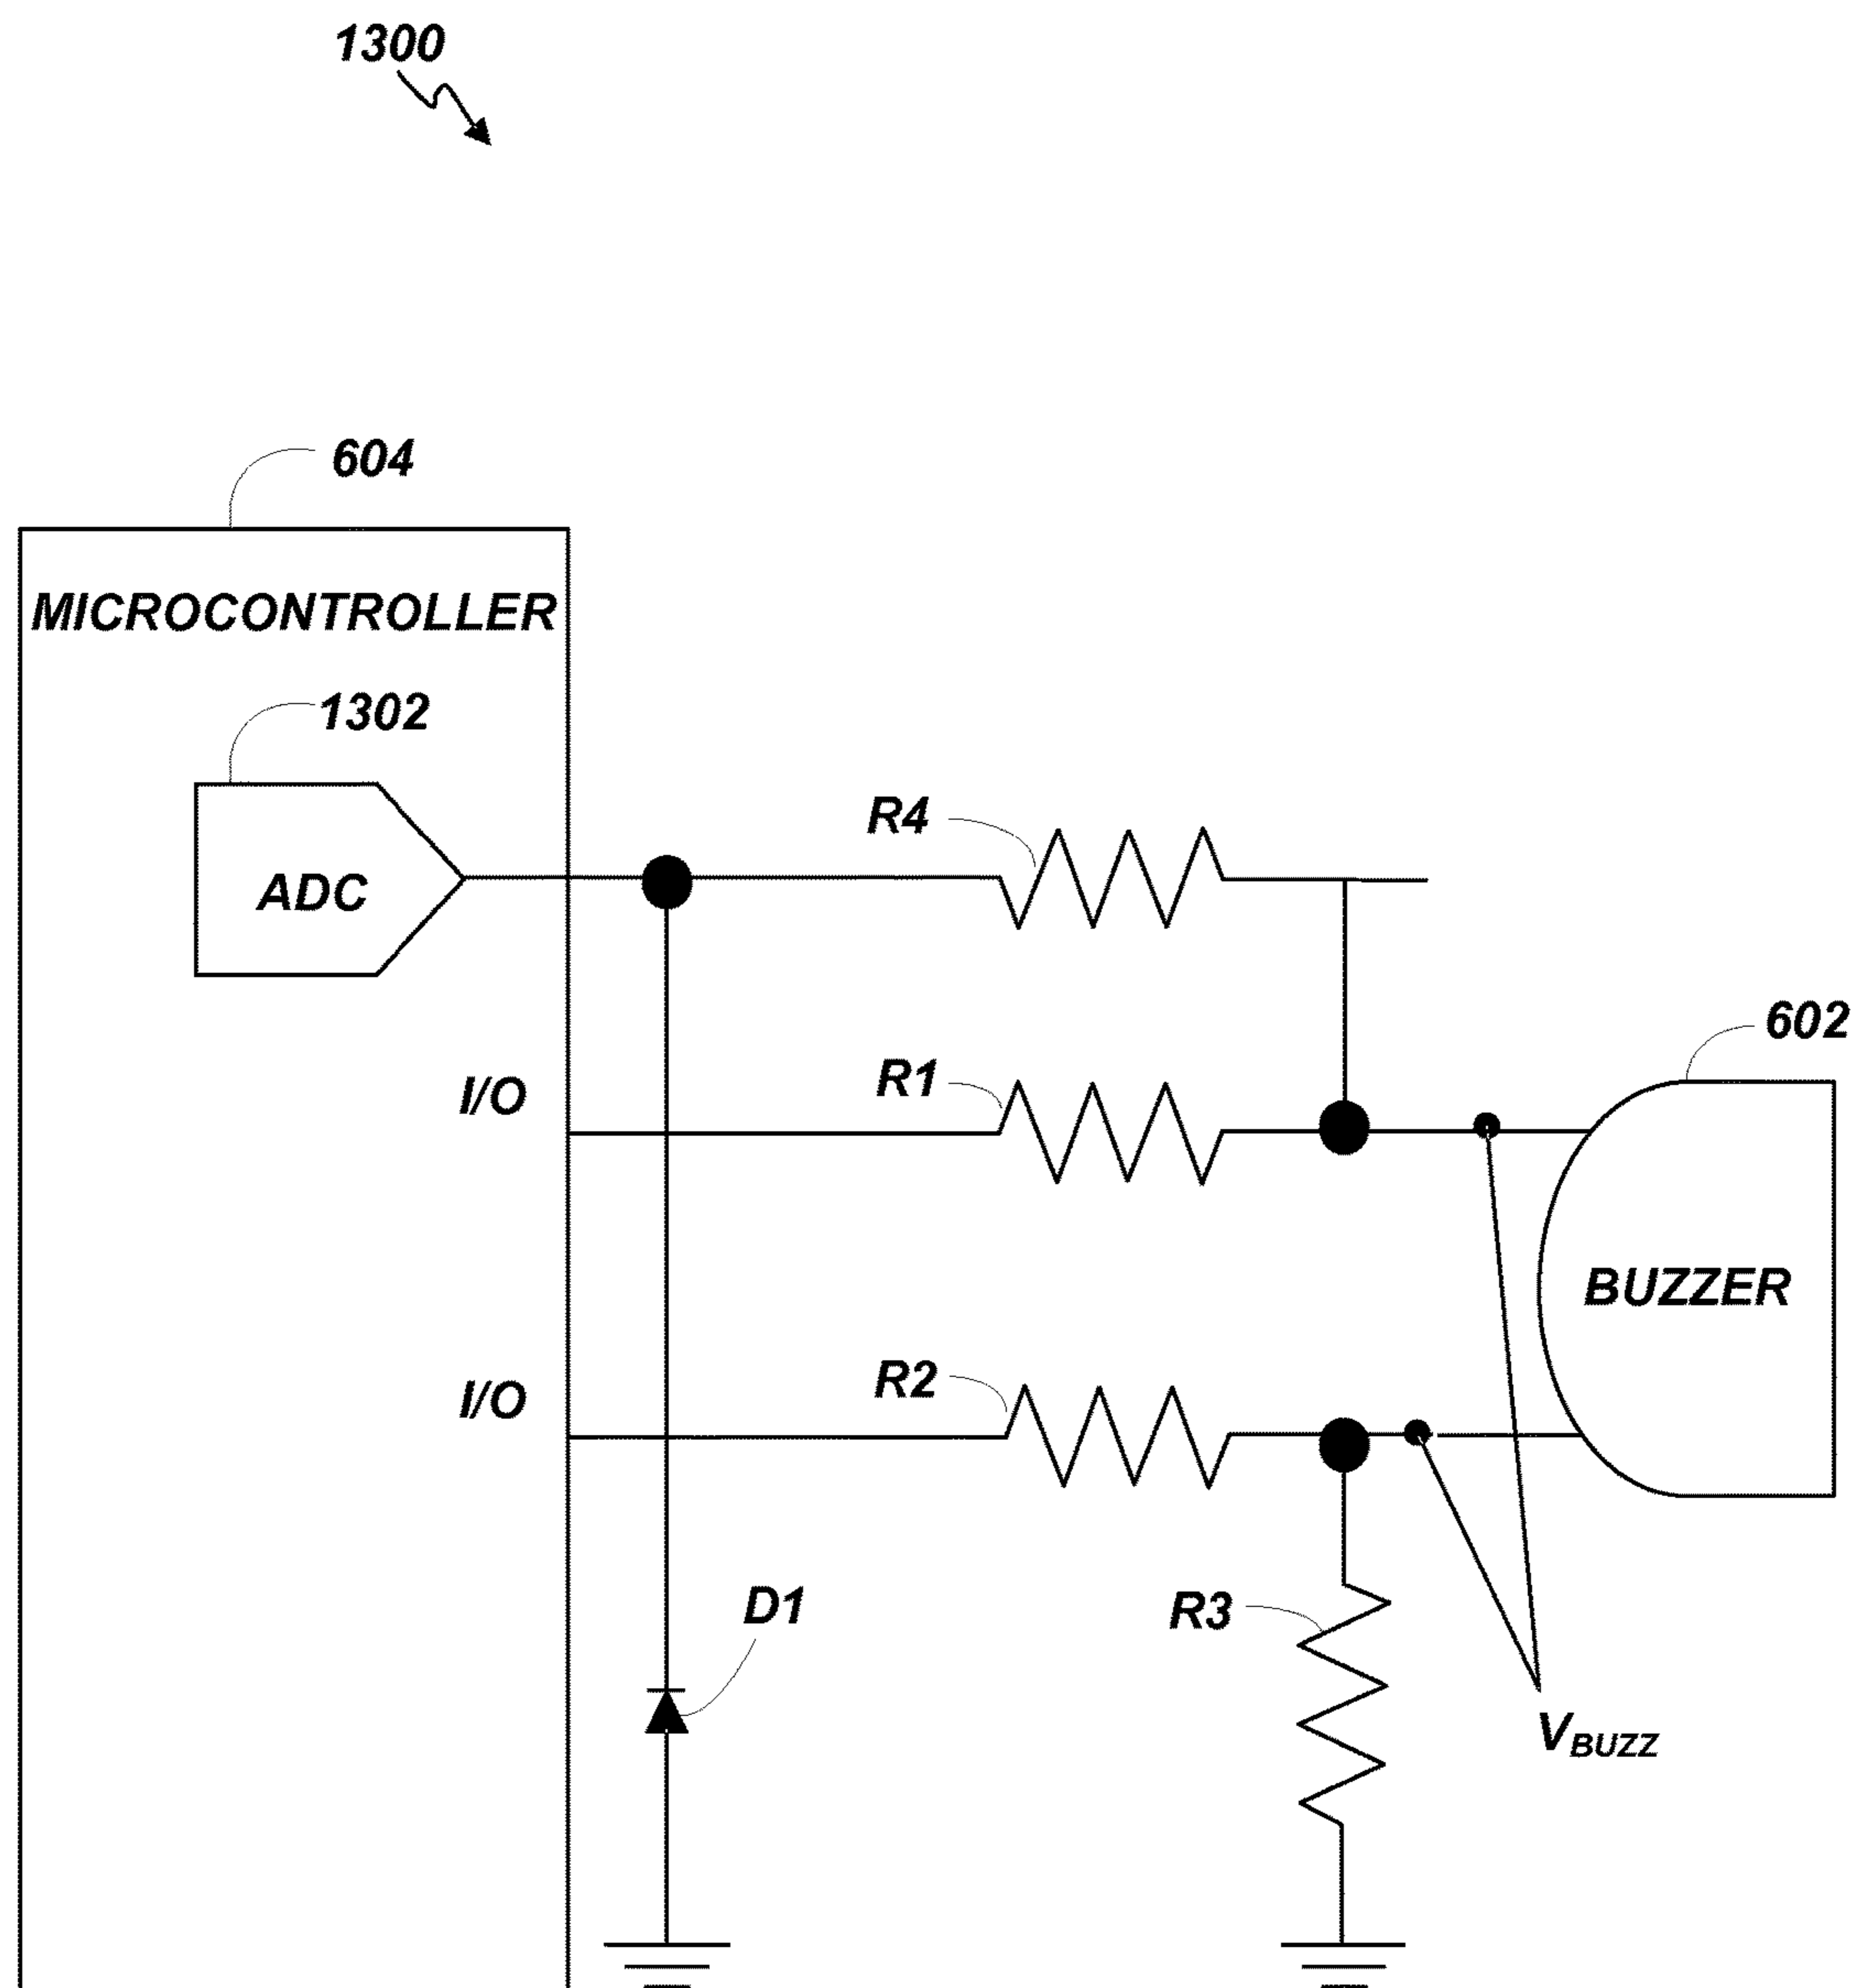 1300
604
MICROCONTROLLER
1302
ADC
R4
602
I/O
R1
BUZZER
I/O
R2
D1
R3
VBUZZ